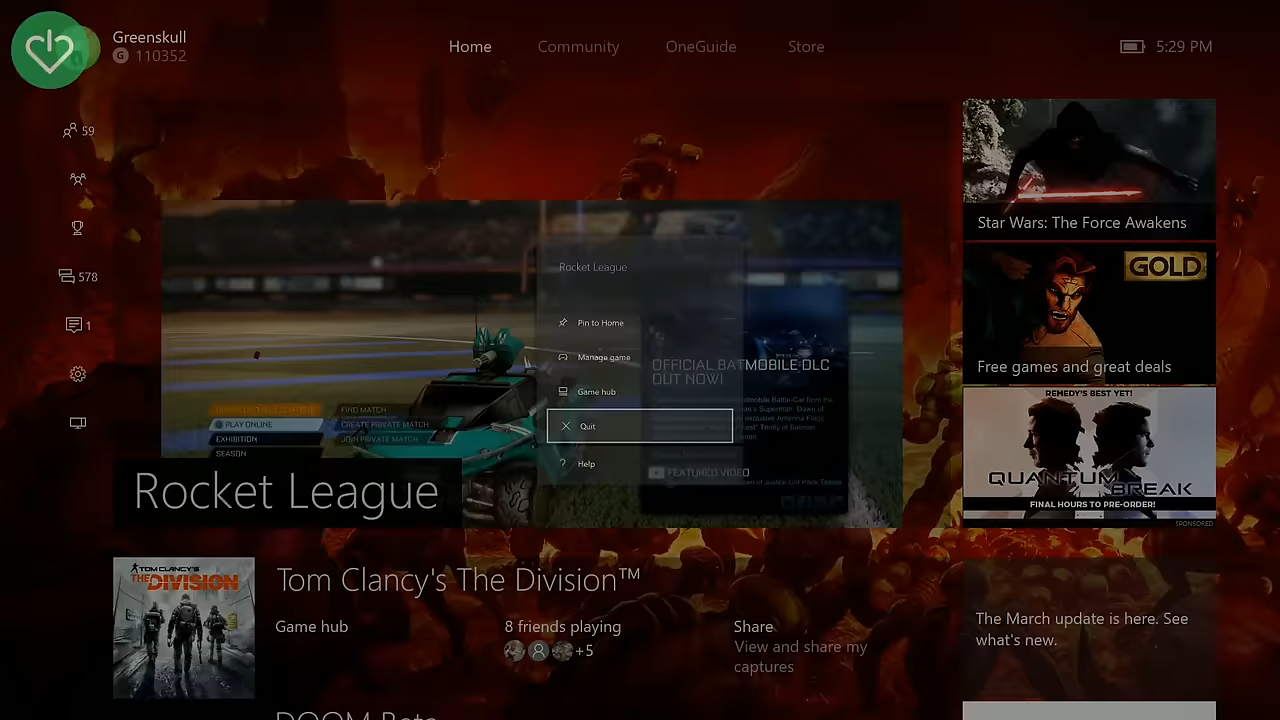 Greenskull
G 110352
Home
Community
OneGuide
Store
5:29 PM
59
578
1
Rocket League
Pin to Home
Manage game
Game hub
Quit
Help
PLAY ONLINE
EXHIBITION
SEASON
FIND MATCH
CREATE PRIVATE MATCH
JOIN PRIVATE MATCH
OFFICIAL BATMOBILE DLC
OUT NOW!
FEATURED VIDEO
Rocket League
Star Wars: The Force Awakens
GOLD
Free games and great deals
REMEDY'S BEST YET!
QUANTUM BREAK
FINAL HOURS TO PRE-ORDER!
SPONSORED
TOM CLANCY'S
THE DIVISION
Tom Clancy's The Division™
Game hub
8 friends playing
+5
Share
View and share my
captures
The March update is here. See
what's new.
DOOM Beta